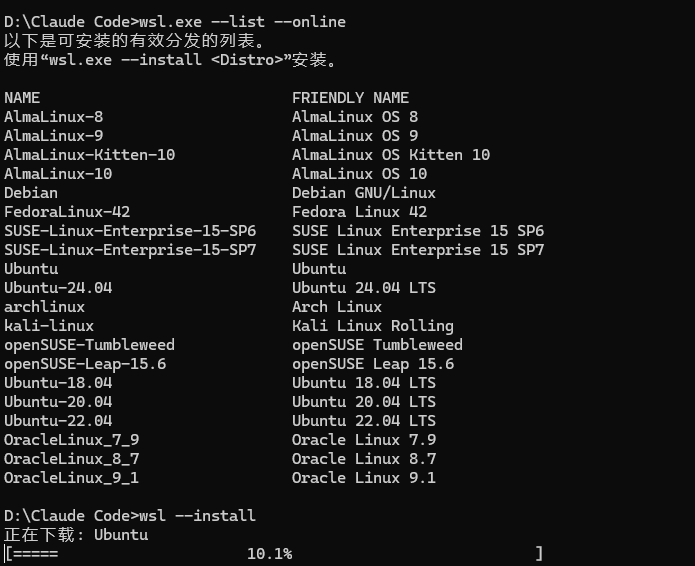 D:\Claude Code>wsl.exe --list --online
以下是可安装的有效分发的列表。
使用“wsl.exe --install <Distro>”安装。
NAME FRIENDLY NAME
AlmaLinux-8 AlmaLinux OS 8
AlmaLinux-9 AlmaLinux OS 9
AlmaLinux-Kitten-10 AlmaLinux OS Kitten 10
AlmaLinux-10 AlmaLinux OS 10
Debian Debian GNU/Linux
FedoraLinux-42 Fedora Linux 42
SUSE-Linux-Enterprise-15-SP6 SUSE Linux Enterprise 15 SP6
SUSE-Linux-Enterprise-15-SP7 SUSE Linux Enterprise 15 SP7
Ubuntu Ubuntu
Ubuntu-24.04 Ubuntu 24.04 LTS
archlinux Arch Linux
kali-linux Kali Linux Rolling
openSUSE-Tumbleweed openSUSE Tumbleweed
openSUSE-Leap-15.6 openSUSE Leap 15.6
Ubuntu-18.04 Ubuntu 18.04 LTS
Ubuntu-20.04 Ubuntu 20.04 LTS
Ubuntu-22.04 Ubuntu 22.04 LTS
OracleLinux_7_9 Oracle Linux 7.9
OracleLinux_8_7 Oracle Linux 8.7
OracleLinux_9_1 Oracle Linux 9.1
D:\Claude Code>wsl --install
正在下载: Ubuntu
[===== 10.1% ]